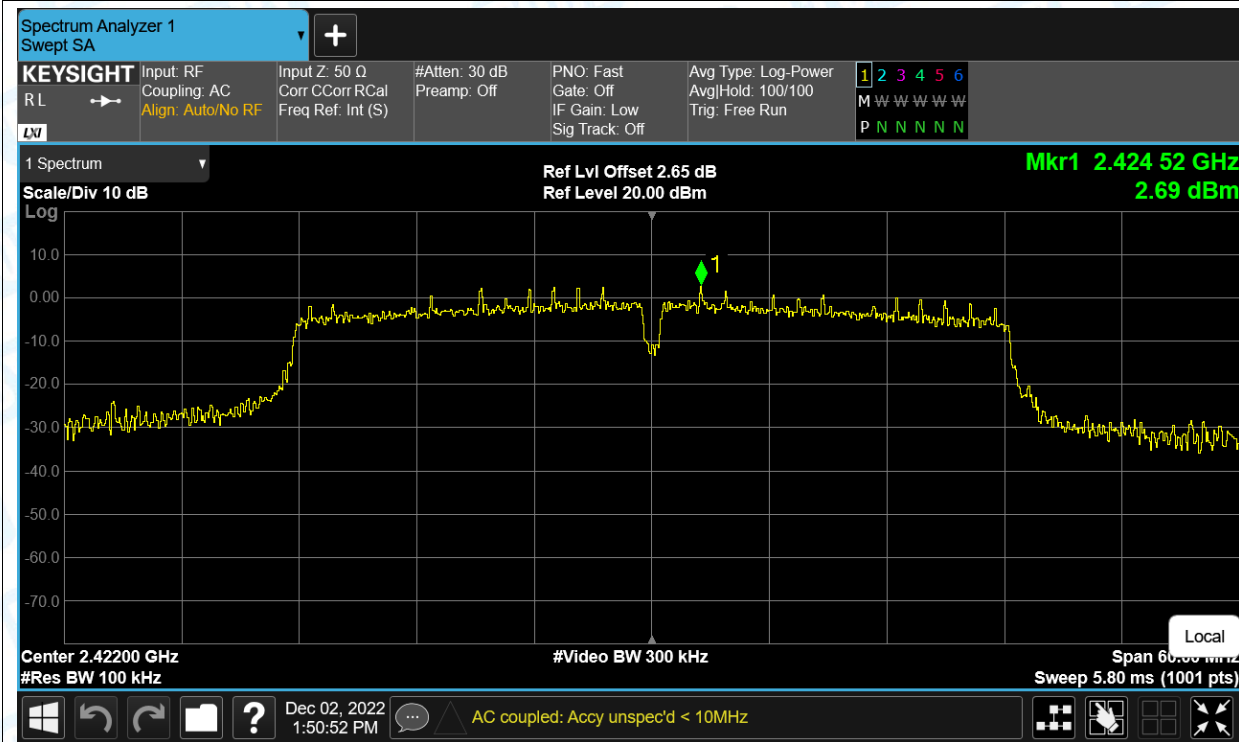 Spectrum Analyzer 1
Swept SA
KEYSIGHT
R L
LXI
Input: RF
Coupling: AC
Align: Auto/No RF
Input Z: 50 Ω
Corr CCorr RCal
Freq Ref: Int (S)
#Atten: 30 dB
Preamp: Off
PNO: Fast
Gate: Off
IF Gain: Low
Sig Track: Off
Avg Type: Log-Power
Avg|Hold: 100/100
Trig: Free Run
1 2 3 4 5 6
M W W W W W
P N N N N N
1 Spectrum
Scale/Div 10 dB
Ref Lvl Offset 2.65 dB
Ref Level 20.00 dBm
Mkr1 2.424 52 GHz
2.69 dBm
Log
10.0
0.00
-10.0
-20.0
-30.0
-40.0
-50.0
-60.0
-70.0
1
Local
Center 2.42200 GHz
#Res BW 100 kHz
#Video BW 300 kHz
Span 60.00 MHz
Sweep 5.80 ms (1001 pts)
?
Dec 02, 2022
1:50:52 PM
AC coupled: Accy unspec'd < 10MHz